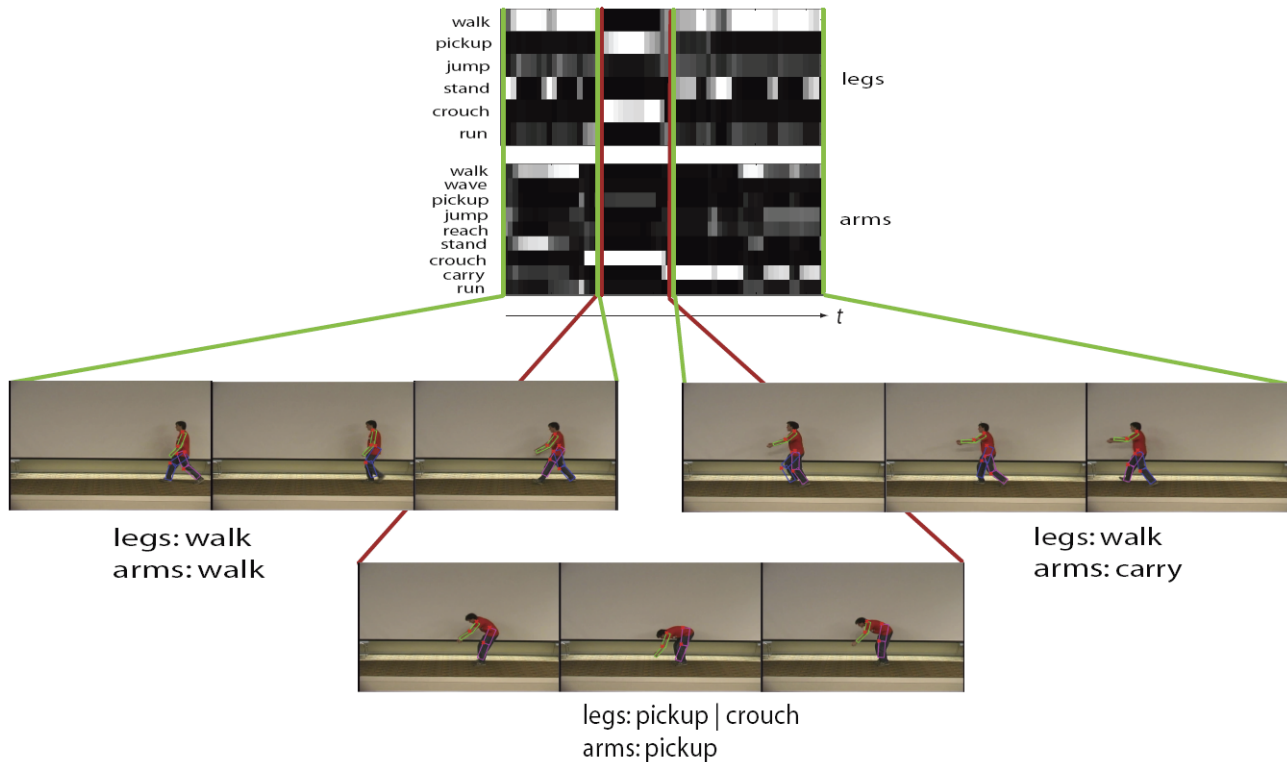 walk
pickup
jump
stand
crouch
run
legs
walk
wave
pickup
jump
reach
stand
crouch
carry
run
arms
t
legs: walk
arms: walk
legs: walk
arms: carry
legs: pickup | crouch
arms: pickup